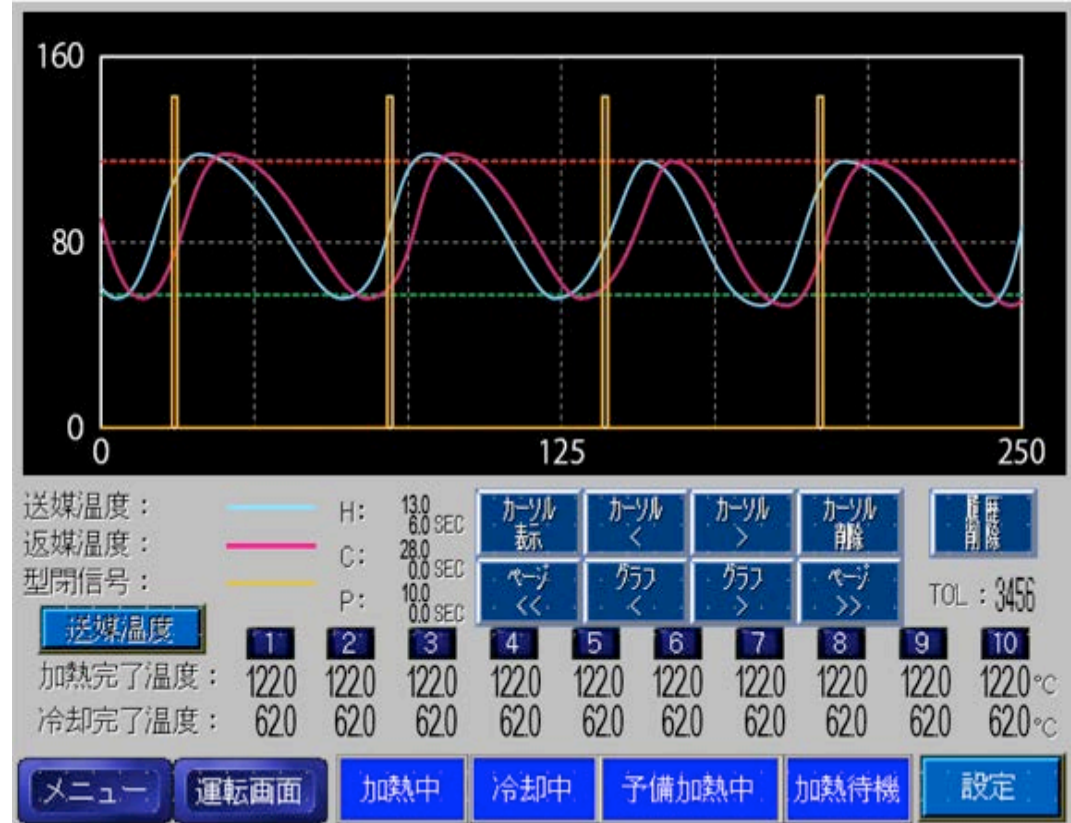 160
80
0
0 125 250
送媒温度：
返媒温度：
型閉信号：
H: 13.0
6.0 SEC
C: 28.0
0.0 SEC
P: 10.0
0.0 SEC
カーソル
表示
カーソル
<
カーソル
>
カーソル
削除
履歴
削除
ページ
<<
グラフ
<
グラフ
>
ページ
>>
TOL : 3456
送媒温度 1 2 3 4 5 6 7 8 9 10
加熱完了温度： 122.0 122.0 122.0 122.0 122.0 122.0 122.0 122.0 122.0 122.0 °C
冷却完了温度： 62.0 62.0 62.0 62.0 62.0 62.0 62.0 62.0 62.0 62.0 °C
メニュー 運転画面 加熱中 冷却中 予備加熱中 加熱待機 設定